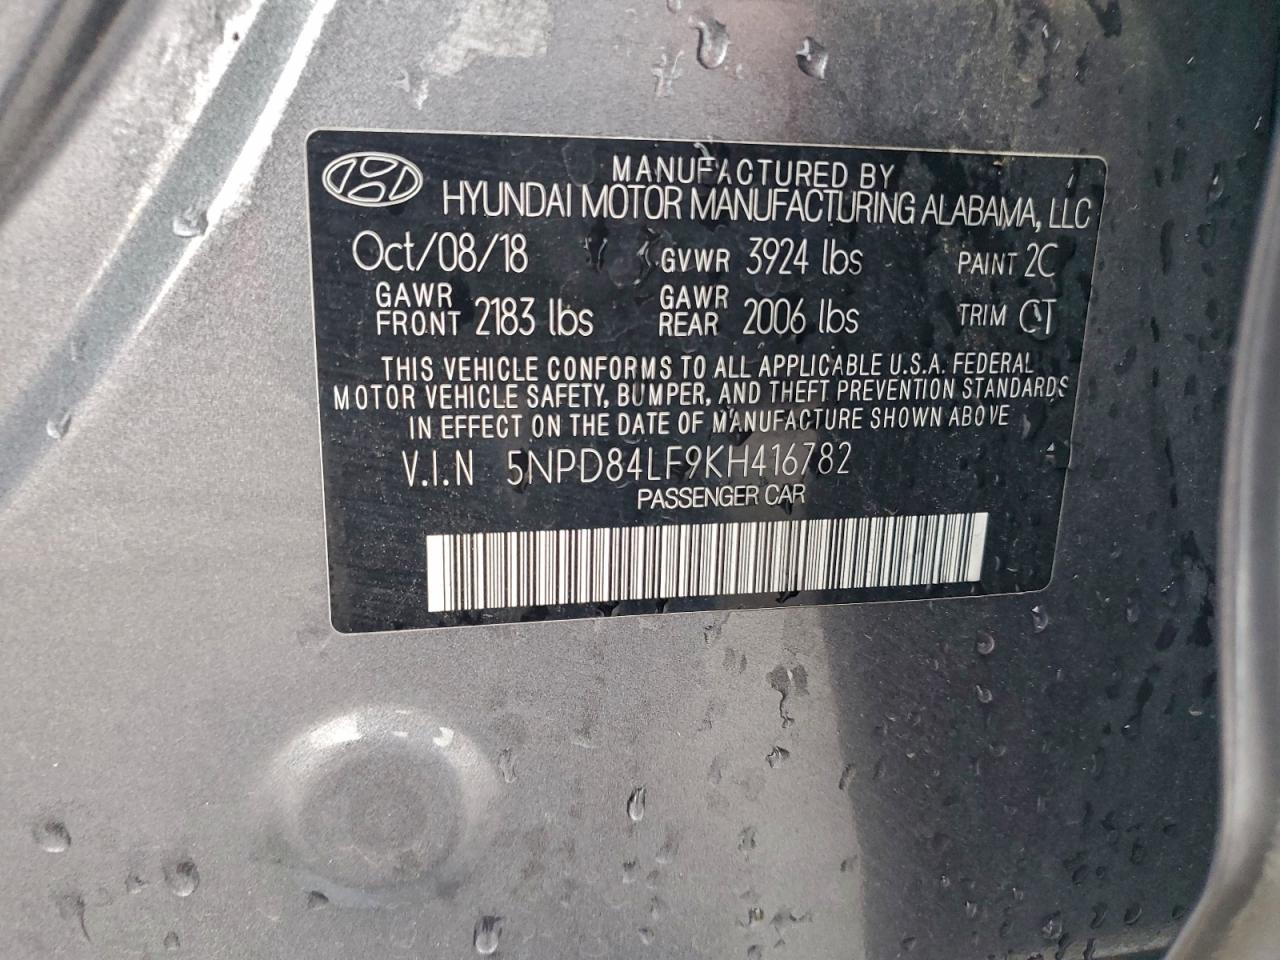 MANUFACTURED BY
HYUNDAI MOTOR MANUFACTURING ALABAMA, LLC
Oct/08/18 GVWR 3924 lbs PAINT 2C
GAWR FRONT 2183 lbs GAWR REAR 2006 lbs TRIM
THIS VEHICLE CONFORMS TO ALL APPLICABLE U.S.A. FEDERAL
MOTOR VEHICLE SAFETY, BUMPER, AND THEFT PREVENTION STANDARDS
IN EFFECT ON THE DATE OF MANUFACTURE SHOWN ABOVE
V.I.N 5NPD84LF9KH416782
PASSENGER CAR